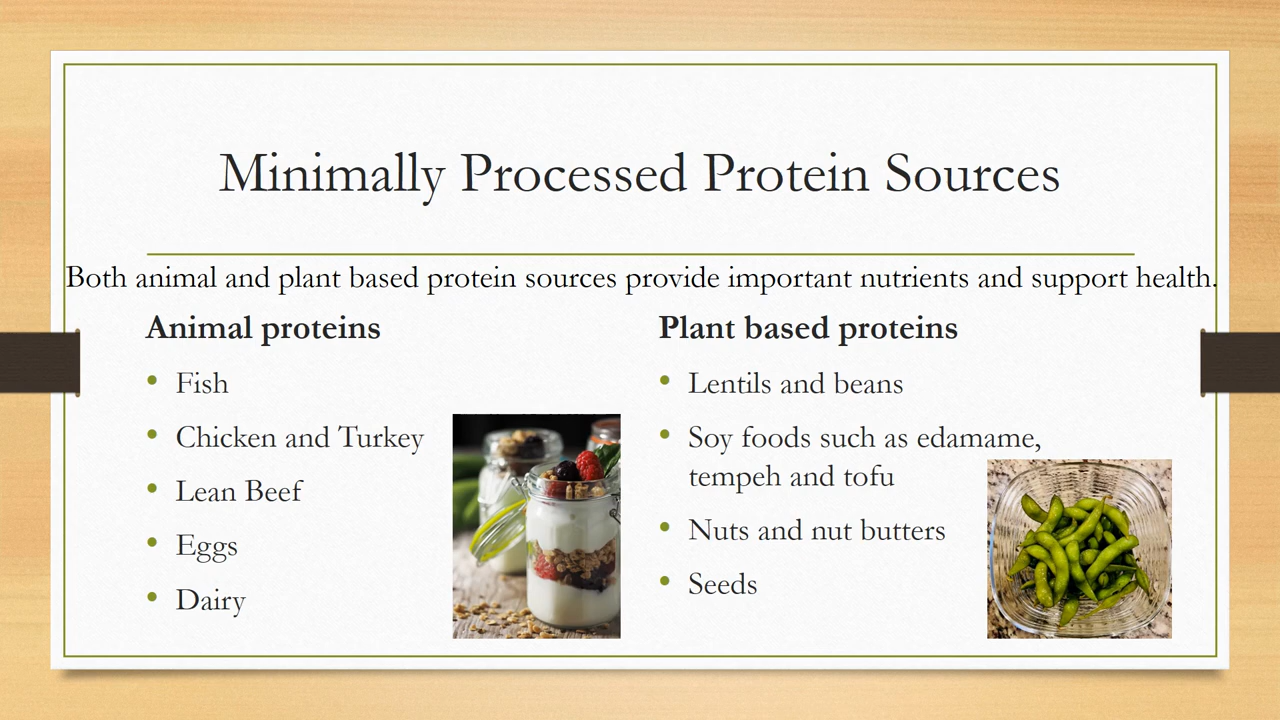 Minimally Processed Protein Sources
Both animal and plant based protein sources provide important nutrients and support health.
Animal proteins
Fish
Chicken and Turkey
Lean Beef
Eggs
Dairy
Plant based proteins
Lentils and beans
Soy foods such as edamame,
tempeh and tofu
Nuts and nut butters
Seeds